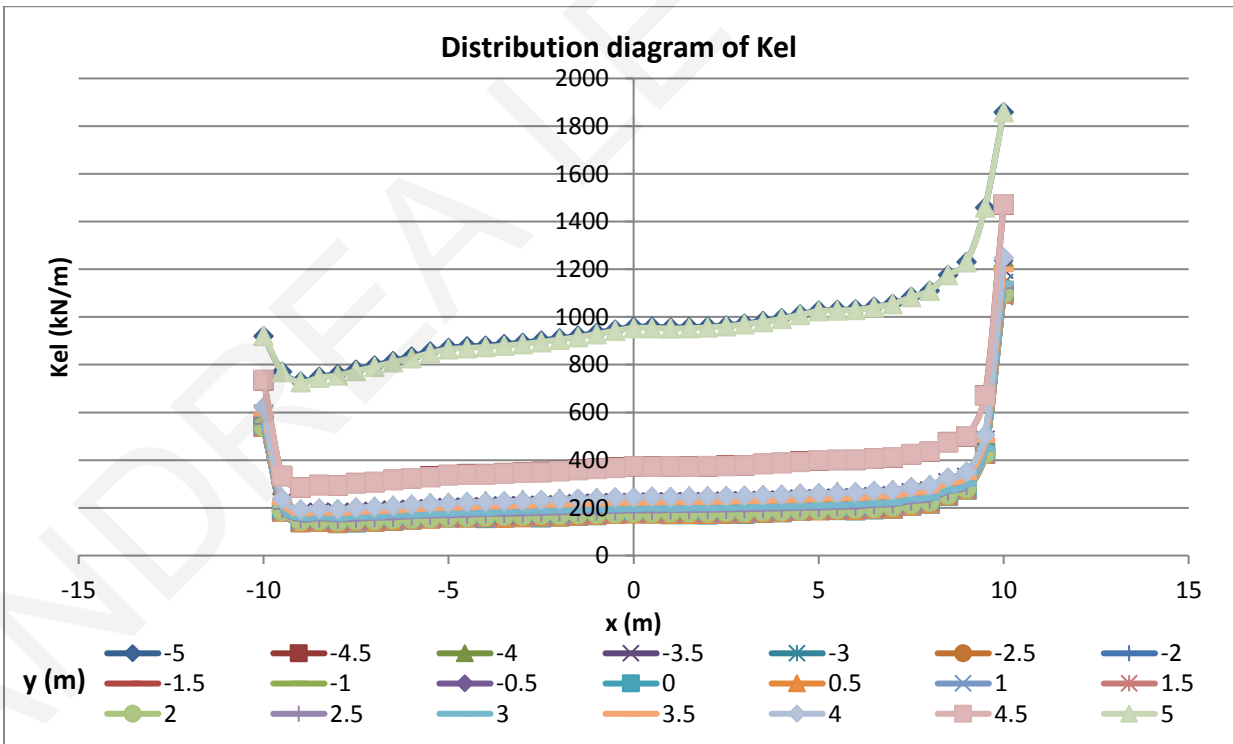 Distribution diagram of Kel
2000
1800
1600
1400
1200
1000
800
600
400
200
0
Kel (kN/m)
-15 -10 -5 0 5 10 15
x (m)
y (m)
-5 -4.5 -4 -3.5 -3 -2.5 -2
-1.5 -1 -0.5 0 0.5 1 1.5
2 2.5 3 3.5 4 4.5 5
ANDREA LE